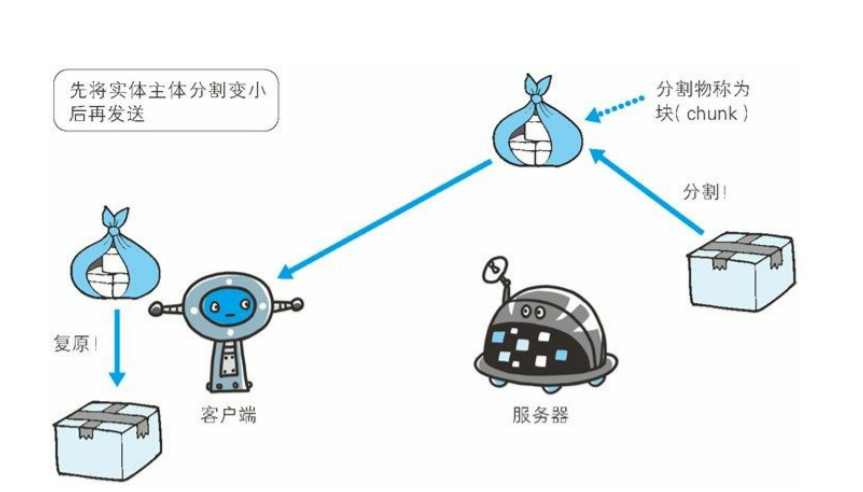 先将实体主体分割变小
后再发送
分割物称为
块( chunk )
分割!
复原!
客户端
服务器